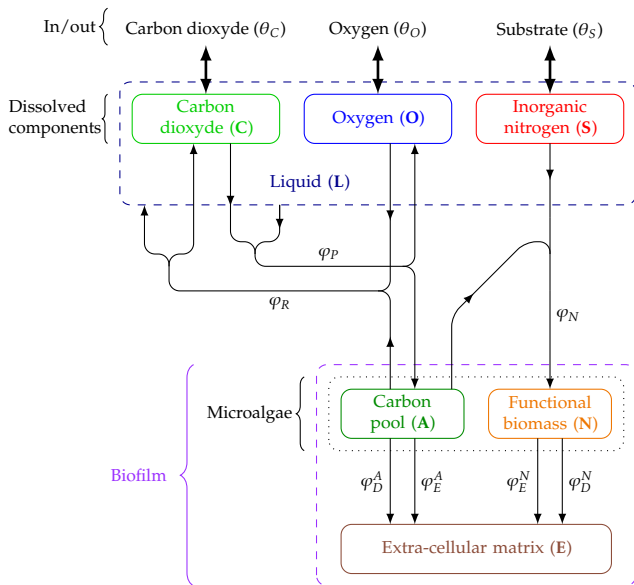 In/out
Carbon dioxyde (θ_C)
Oxygen (θ_O)
Substrate (θ_S)
Dissolved
components
Carbon
dioxyde (C)
Oxygen (O)
Inorganic
nitrogen (S)
Liquid (L)
φ_P
φ_R
φ_N
Microalgae
Carbon
pool (A)
Functional
biomass (N)
Biofilm
φ_D^A
φ_E^A
φ_E^N
φ_D^N
Extra-cellular matrix (E)